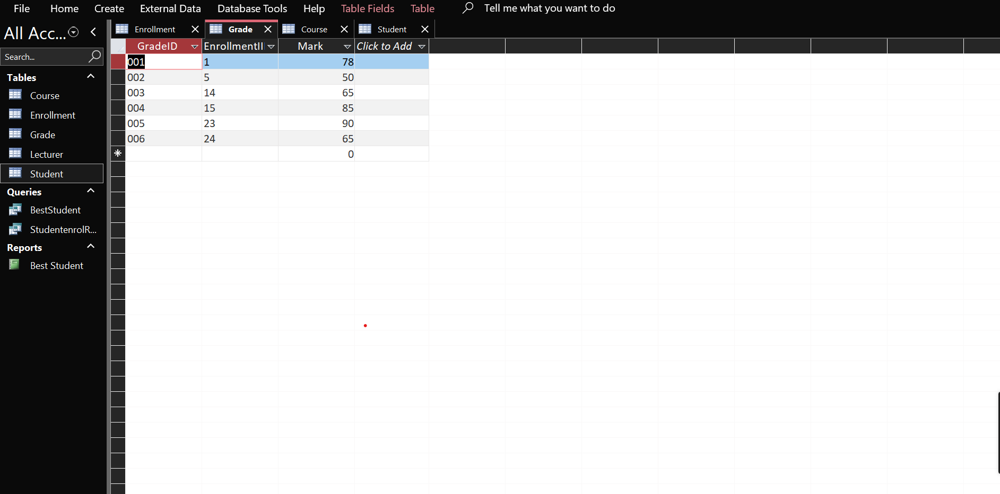 File Home Create External Data Database Tools Help Table Fields Table Tell me what you want to do
All Acc...
Search...
Tables
Course
Enrollment
Grade
Lecturer
Student
Queries
BestStudent
StudentenrolR...
Reports
Best Student
Enrollment Grade Course Student
GradeID EnrollmentII Mark Click to Add
001 1 78
002 5 50
003 14 65
004 15 85
005 23 90
006 24 65
0